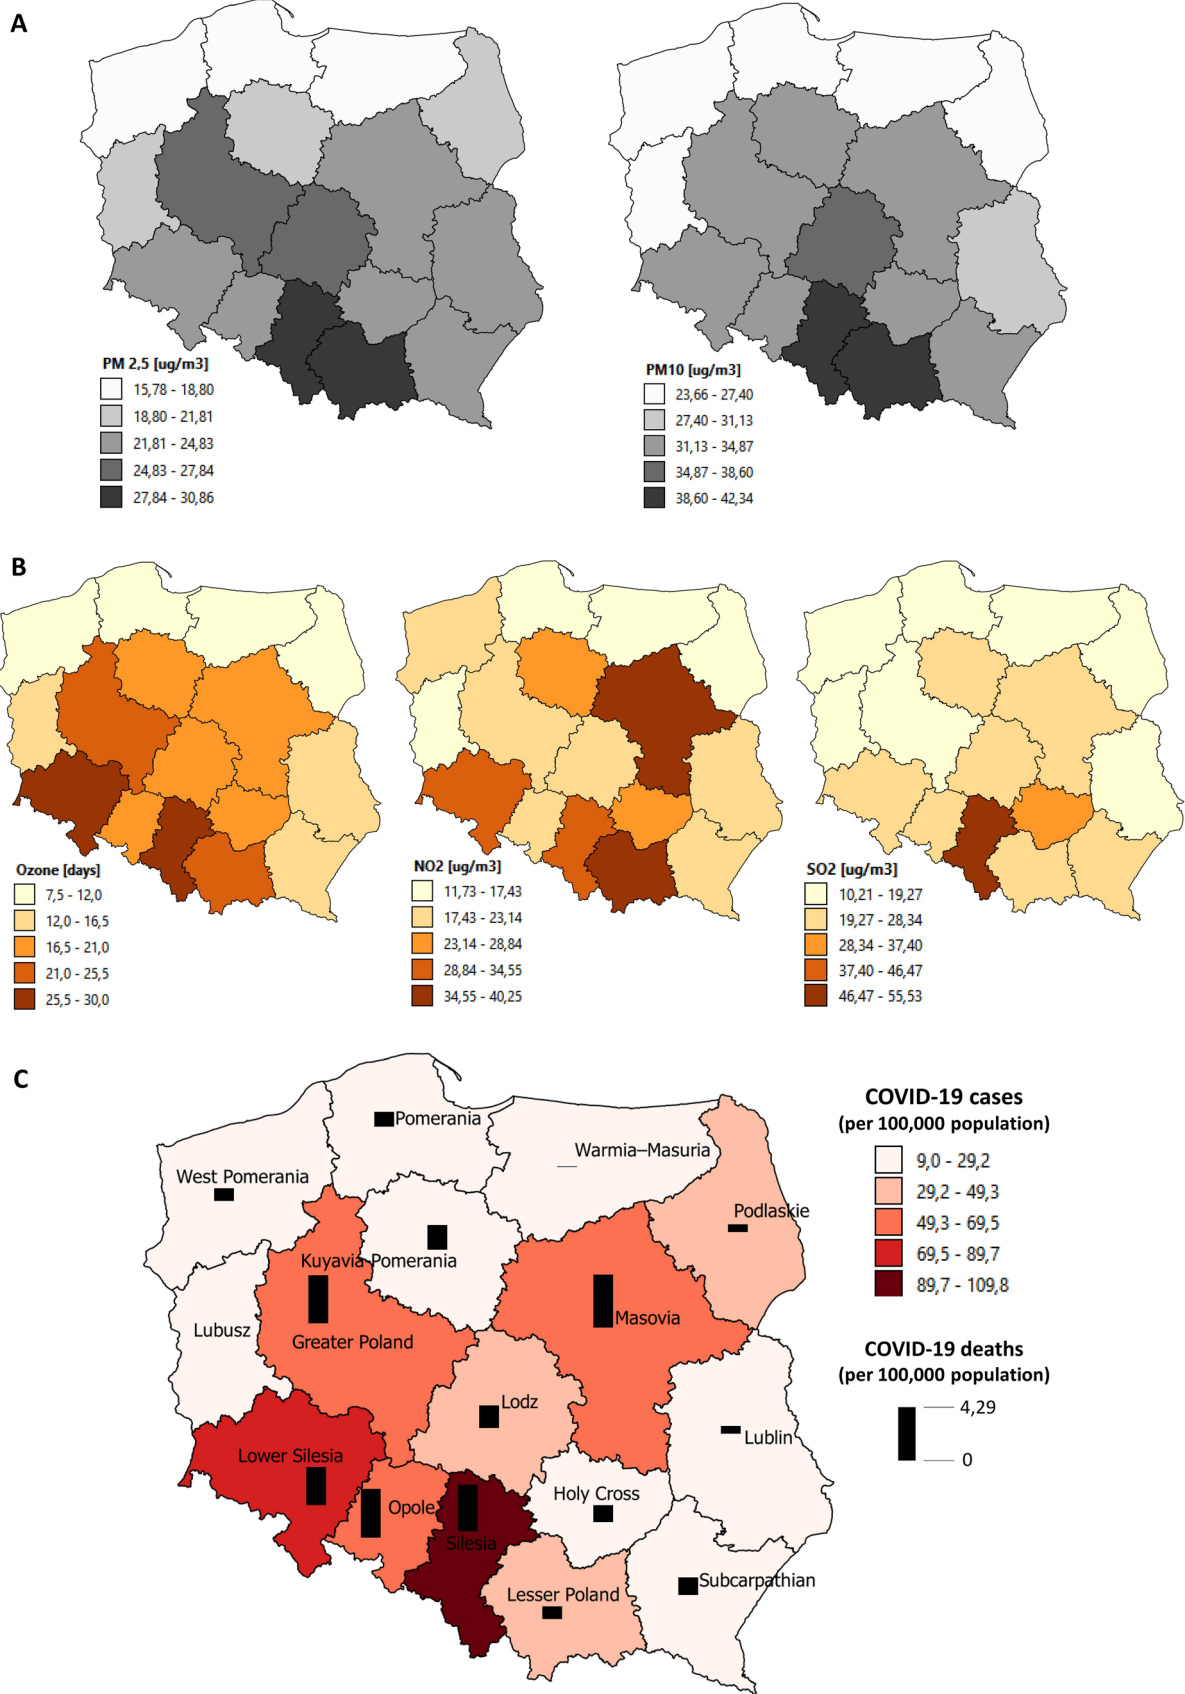 A
PM 2,5 [ug/m3]
15,78 - 18,80
18,80 - 21,81
21,81 - 24,83
24,83 - 27,84
27,84 - 30,86
PM10 [ug/m3]
23,66 - 27,40
27,40 - 31,13
31,13 - 34,87
34,87 - 38,60
38,60 - 42,34
B
Ozone [days]
7,5 - 12,0
12,0 - 16,5
16,5 - 21,0
21,0 - 25,5
25,5 - 30,0
NO2 [ug/m3]
11,73 - 17,43
17,43 - 23,14
23,14 - 28,84
28,84 - 34,55
34,55 - 40,25
SO2 [ug/m3]
10,21 - 19,27
19,27 - 28,34
28,34 - 37,40
37,40 - 46,47
46,47 - 55,53
C
Pomerania
Warmia–Masuria
West Pomerania
Podlaskie
Kuyavia-Pomerania
Lubusz
Greater Poland
Masovia
Lodz
Lublin
Lower Silesia
Opole
Holy Cross
Silesia
Lesser Poland
Subcarpathian
COVID-19 cases
(per 100,000 population)
9,0 - 29,2
29,2 - 49,3
49,3 - 69,5
69,5 - 89,7
89,7 - 109,8
COVID-19 deaths
(per 100,000 population)
4,29
0